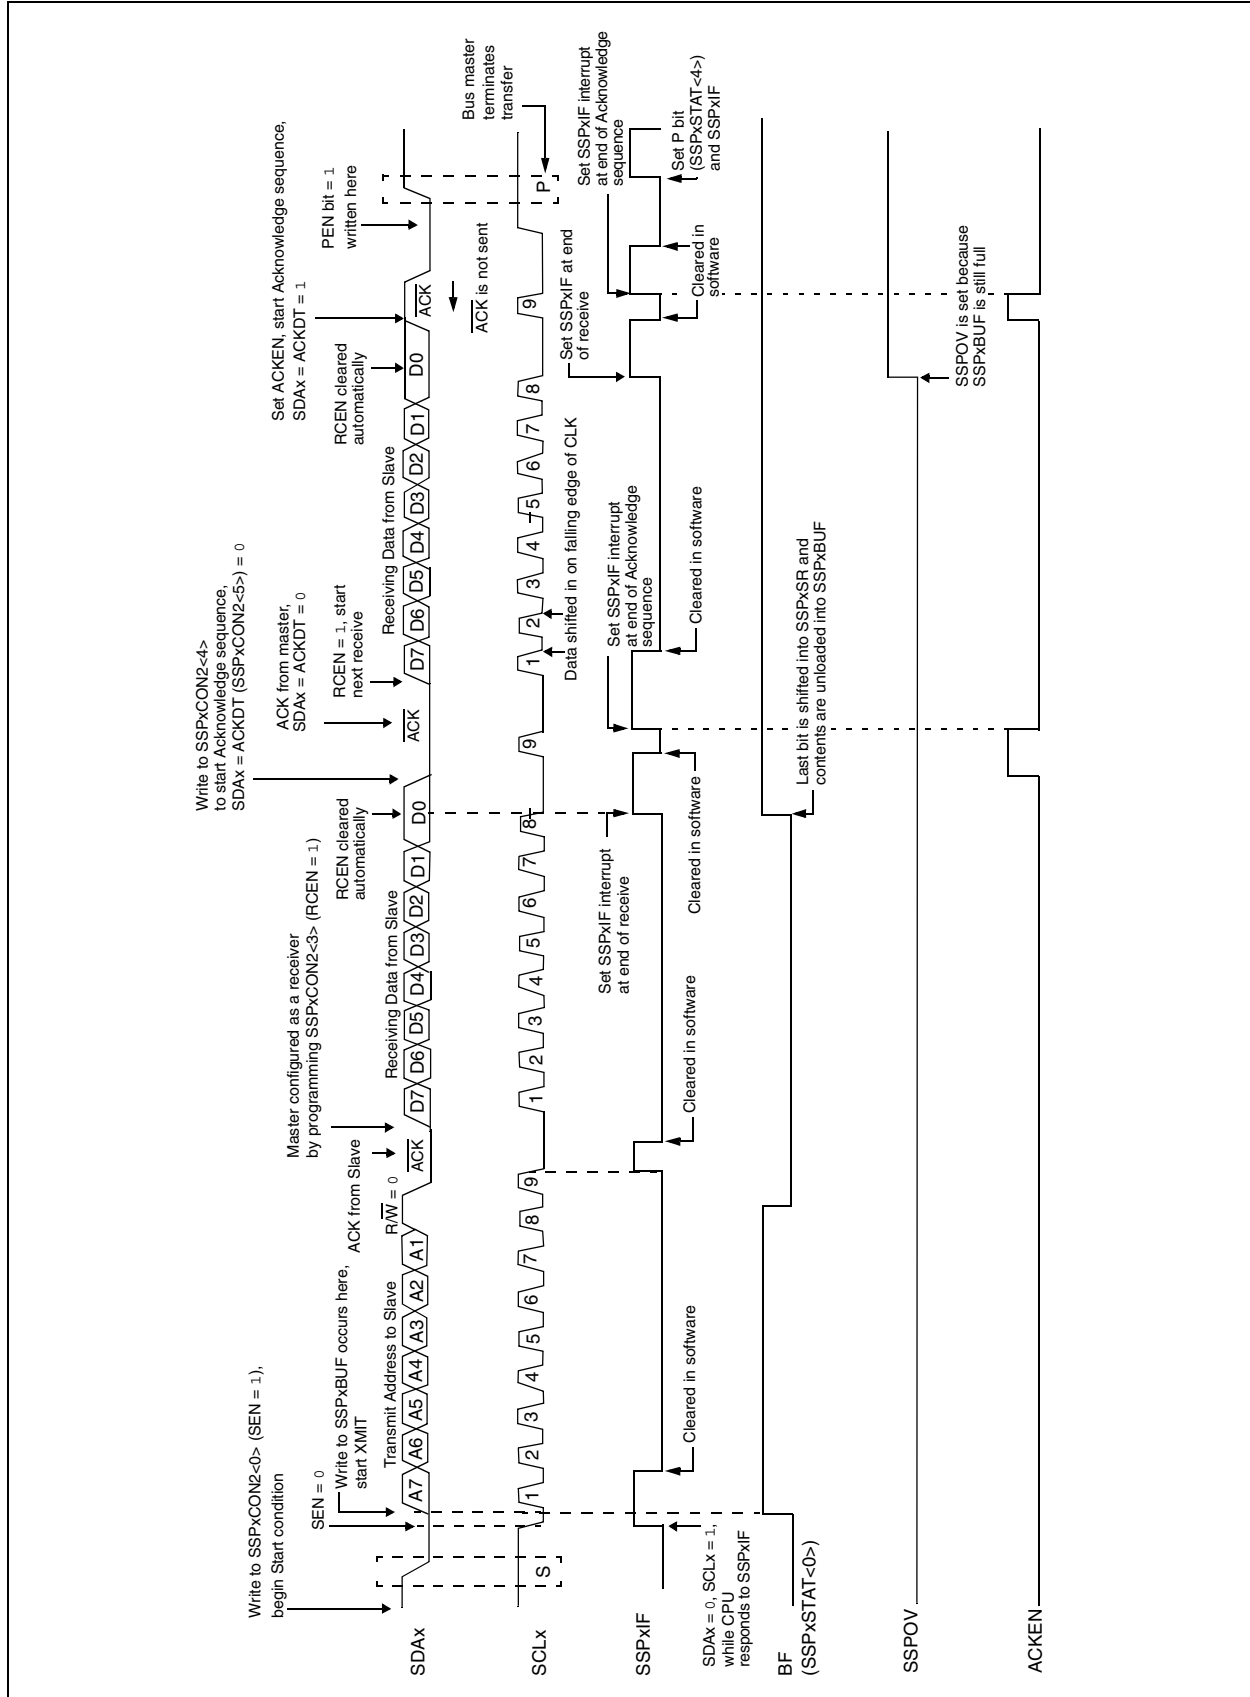 Write to SSPxCON2<0> (SEN = 1),
begin Start condition
SEN = 0
Write to SSPxBUF occurs here,
start XMIT
ACK from Slave
Master configured as a receiver
by programming SSPxCON2<3> (RCEN = 1)
RCEN cleared
automatically
Write to SSPxCON2<4>
to start Acknowledge sequence,
SDAx = ACKDT (SSPxCON2<5>) = 0
ACK from master,
SDAx = ACKDT = 0
RCEN = 1, start
next receive
RCEN cleared
automatically
Set ACKEN, start Acknowledge sequence,
SDAx = ACKDT = 1
PEN bit = 1
written here
Transmit Address to Slave
R/W = 0
Receiving Data from Slave
Receiving Data from Slave
SDAx
A7 A6 A5 A4 A3 A2 A1
ACK
D7 D6 D5 D4 D3 D2 D1 D0
ACK
D7 D6 D5 D4 D3 D2 D1 D0
ACK
ACK is not sent
Bus master
terminates
transfer
SCLx
S
1 2 3 4 5 6 7 8 9
1 2 3 4 5 6 7 8
9
1 2 3 4 5 6 7 8
9
P
Data shifted in on falling edge of CLK
Set SSPxIF interrupt
at end of receive
Set SSPxIF interrupt
at end of Acknowledge
sequence
Set SSPxIF at end
of receive
Set SSPxIF interrupt
at end of Acknowledge
sequence
SSPxIF
SDAx = 0, SCLx = 1,
while CPU
responds to SSPxIF
Cleared in software
Cleared in software
Cleared in software
Cleared in software
Cleared in
software
Set P bit
(SSPxSTAT<4>)
and SSPxIF
BF
(SSPxSTAT<0>)
Last bit is shifted into SSPxSR and
contents are unloaded into SSPxBUF
SSPOV
SSPOV is set because
SSPxBUF is still full
ACKEN